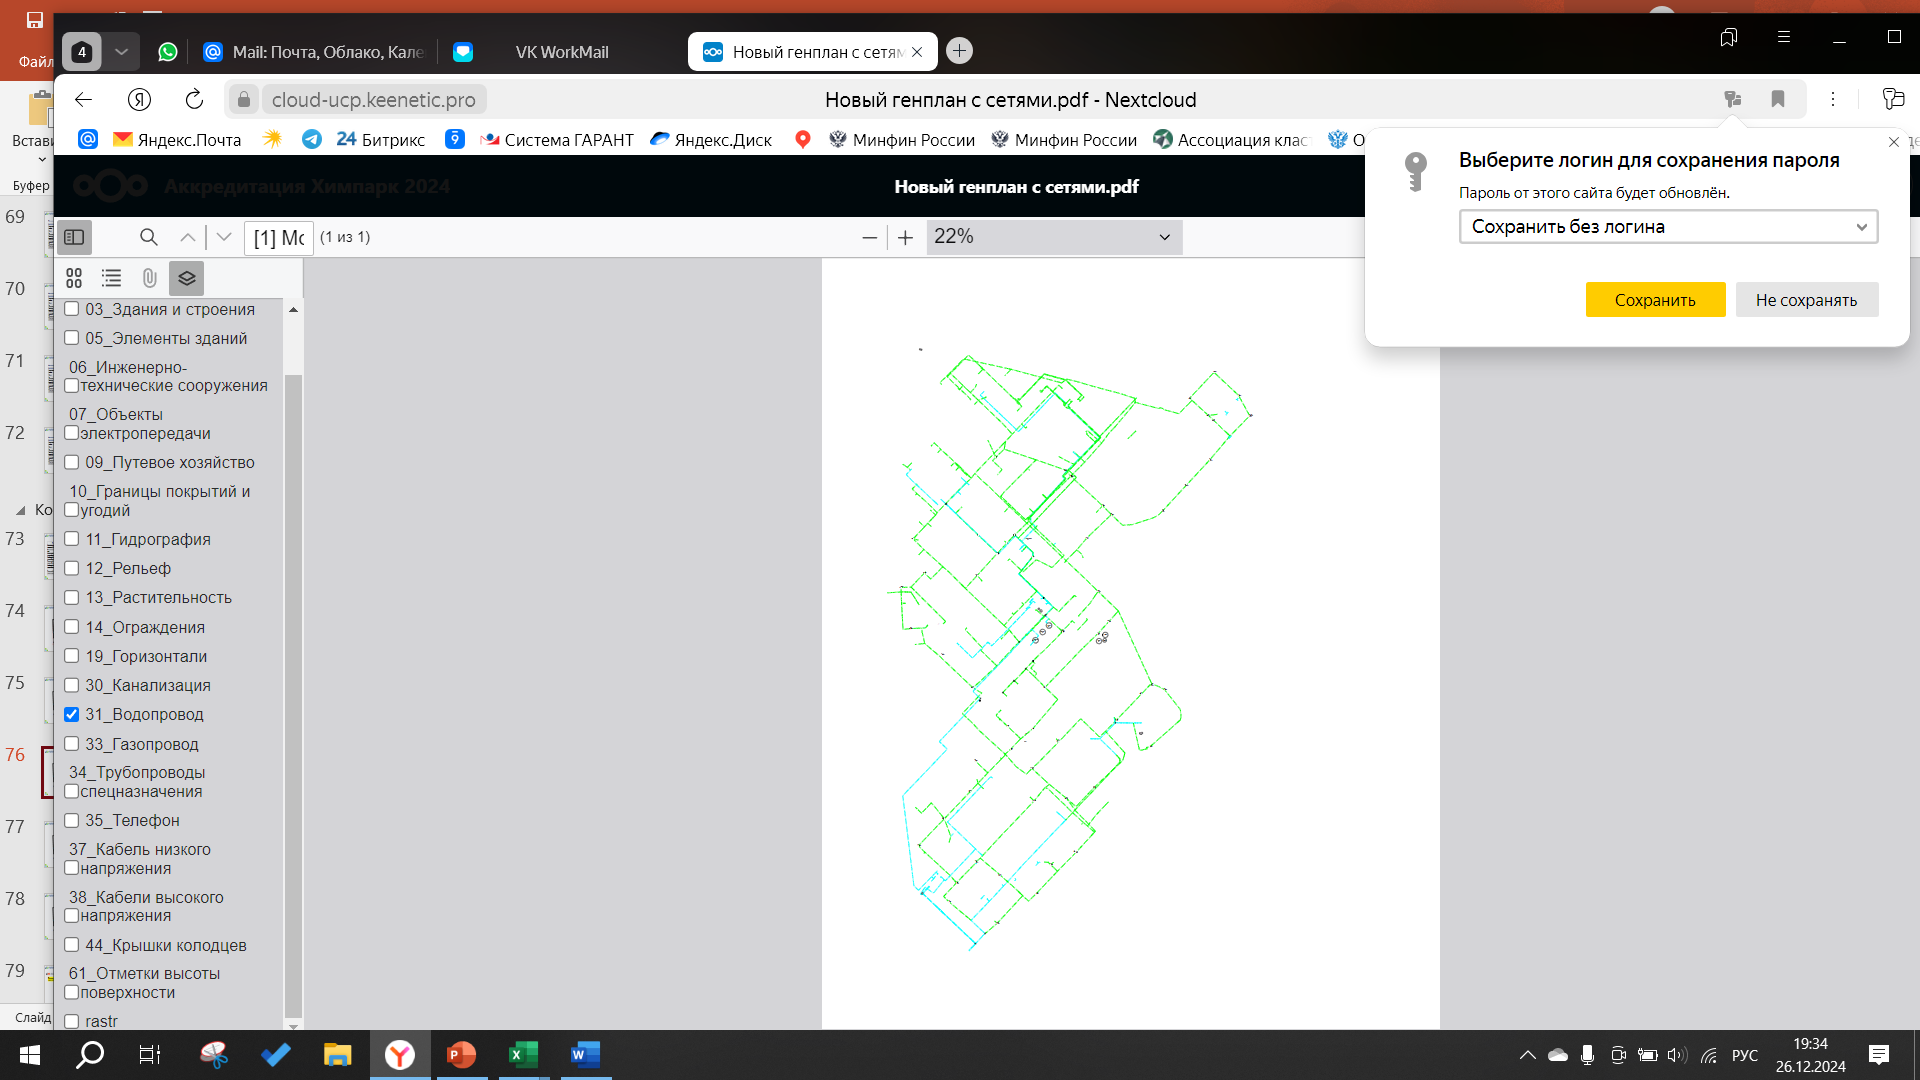 4
Mail: Почта, Облако, Кале
VK WorkMail
Новый генплан с сетям
Файл
cloud-ucp.keenetic.pro
Новый генплан с сетями.pdf - Nextcloud
Встави
Яндекс.Почта
24 Битрикс
9
Система ГАРАНТ
Яндекс.Диск
Минфин России
Минфин России
Ассоциация клас
О
Буфер
Аккредитация Химпарк 2024
Новый генплан с сетями.pdf
Выберите логин для сохранения пароля
Пароль от этого сайта будет обновлён.
Сохранить без логина
Сохранить
Не сохранять
[1] Mc
(1 из 1)
22%
69
70
71
72
Ко
73
74
75
76
77
78
79
Слайд
03_Здания и строения
05_Элементы зданий
06_Инженерно-
технические сооружения
07_Объекты
электропередачи
09_Путевое хозяйство
10_Границы покрытий и
угодий
11_Гидрография
12_Рельеф
13_Растительность
14_Ограждения
19_Горизонтали
30_Канализация
31_Водопровод
33_Газопровод
34_Трубопроводы
спецназначения
35_Телефон
37_Кабель низкого
напряжения
38_Кабели высокого
напряжения
44_Крышки колодцев
61_Отметки высоты
поверхности
rastr
РУС
19:34
26.12.2024